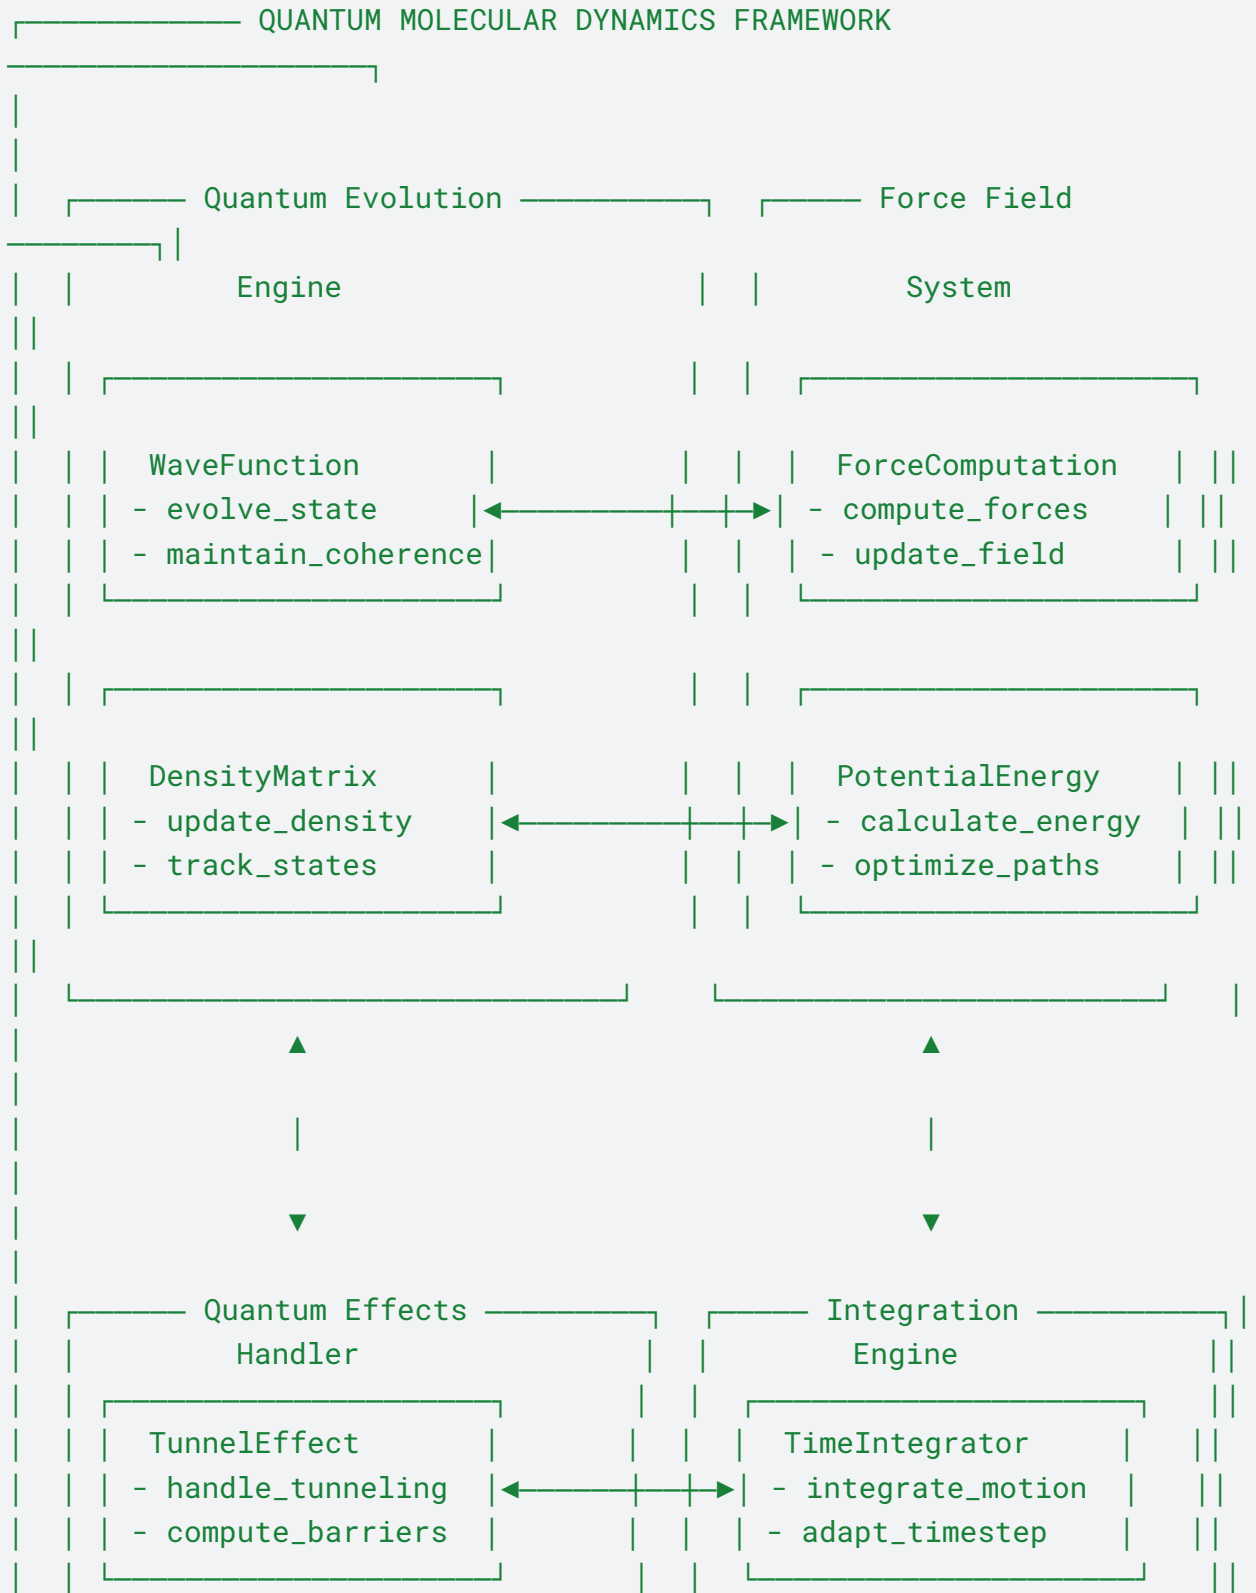 QUANTUM MOLECULAR DYNAMICS FRAMEWORK
Quantum Evolution Force Field
Engine System
WaveFunction ForceComputation
- evolve_state - compute_forces
- maintain_coherence - update_field
DensityMatrix PotentialEnergy
- update_density - calculate_energy
- track_states - optimize_paths
Quantum Effects Integration
Handler Engine
TunnelEffect TimeIntegrator
- handle_tunneling - integrate_motion
- compute_barriers - adapt_timestep